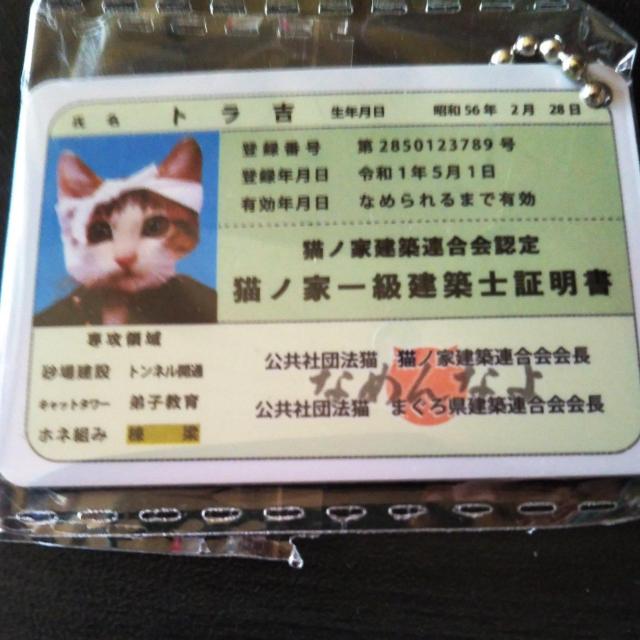 氏名 トラ吉 生年月日 昭和56年 2月 28日
登録番号 第2850123789号
登録年月日 令和1年5月1日
有効年月日 なめられるまで有効
猫ノ家建築連合会認定
猫ノ家一級建築士証明書
専攻領域
砂場建設 トンネル開通
キャットタワー 弟子教育
ホネ組み 棟梁
公共社団法猫 猫ノ家建築連合会会長
なめんなよ
公共社団法猫 まぐろ県建築連合会会長